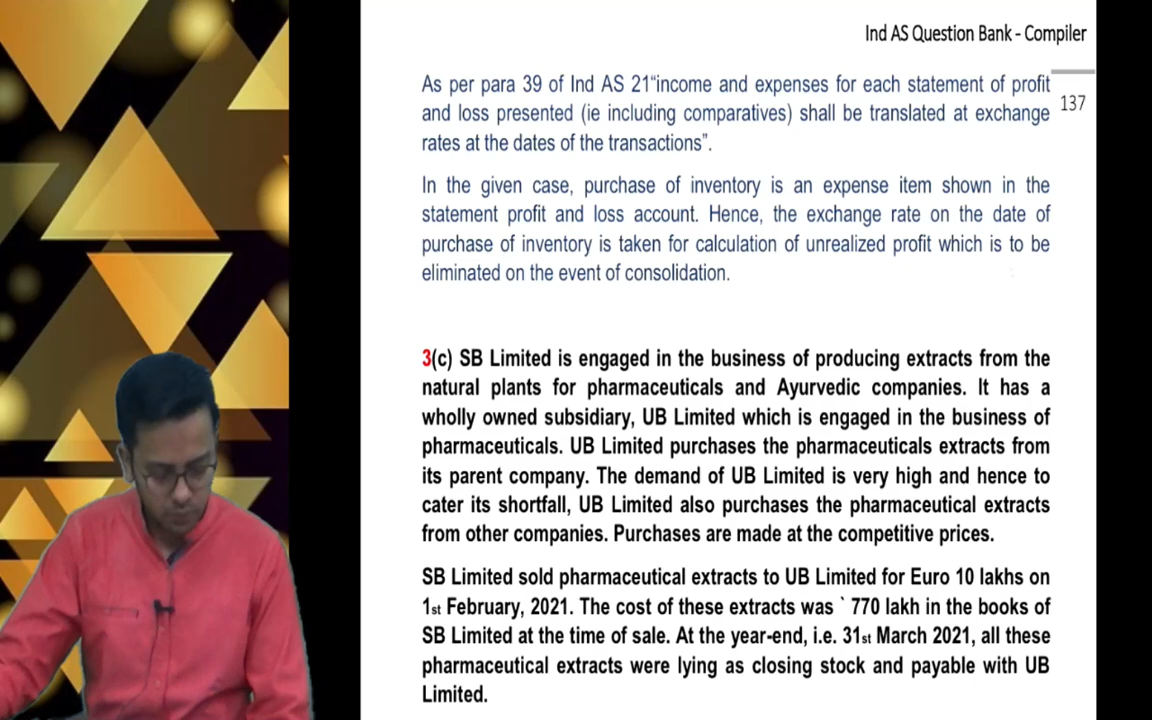 Ind AS Question Bank - Compiler
As per para 39 of Ind AS 21“income and expenses for each statement of profit
137
and loss presented (ie including comparatives) shall be translated at exchange
rates at the dates of the transactions”.
In the given case, purchase of inventory is an expense item shown in the
statement profit and loss account. Hence, the exchange rate on the date of
purchase of inventory is taken for calculation of unrealized profit which is to be
eliminated on the event of consolidation.
3(c) SB Limited is engaged in the business of producing extracts from the
natural plants for pharmaceuticals and Ayurvedic companies. It has a
wholly owned subsidiary, UB Limited which is engaged in the business of
pharmaceuticals. UB Limited purchases the pharmaceuticals extracts from
its parent company. The demand of UB Limited is very high and hence to
cater its shortfall, UB Limited also purchases the pharmaceutical extracts
from other companies. Purchases are made at the competitive prices.
SB Limited sold pharmaceutical extracts to UB Limited for Euro 10 lakhs on
1st February, 2021. The cost of these extracts was ` 770 lakh in the books of
SB Limited at the time of sale. At the year-end, i.e. 31st March 2021, all these
pharmaceutical extracts were lying as closing stock and payable with UB
Limited.